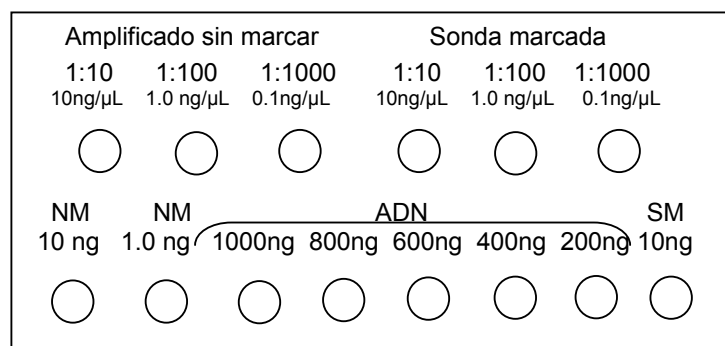 Amplificado sin marcar Sonda marcada
1:10 1:100 1:1000 1:10 1:100 1:1000
10ng/µL 1.0 ng/µL 0.1ng/µL 10ng/µL 1.0 ng/µL 0.1ng/µL
NM NM ADN SM
10 ng 1.0 ng 1000ng 800ng 600ng 400ng 200ng 10ng